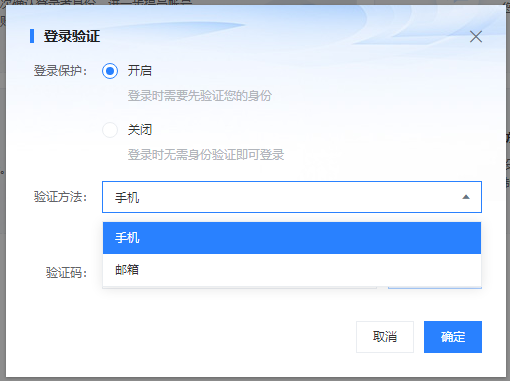 登录验证
登录保护:
开启
登录时需要先验证您的身份
关闭
登录时无需身份验证即可登录
验证方法:
手机
手机
邮箱
验证码:
取消
确定